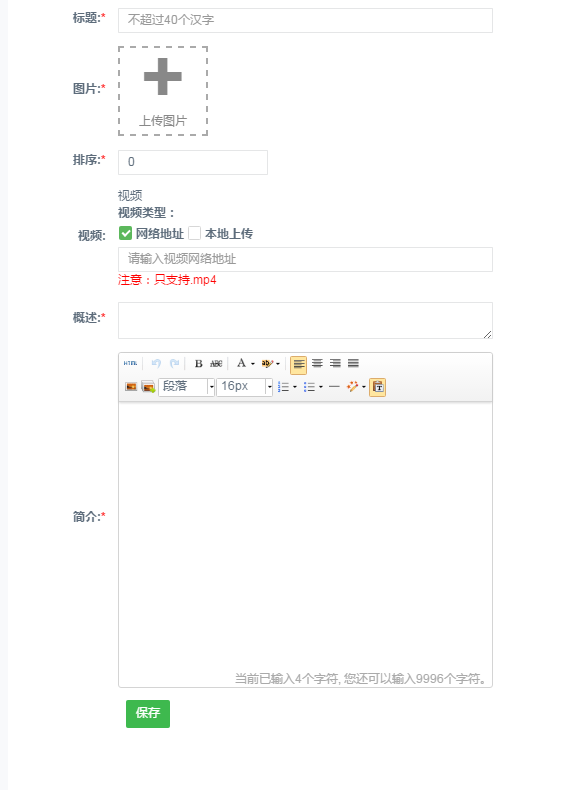 标题:*
不超过40个汉字
图片:*
上传图片
排序:*
0
视频
视频类型：
视频:
网络地址 本地上传
请输入视频网络地址
注意：只支持.mp4
概述:*
HTML B ABC A ab
段落 16px
简介:*
当前已输入4个字符, 您还可以输入9996个字符。
保存